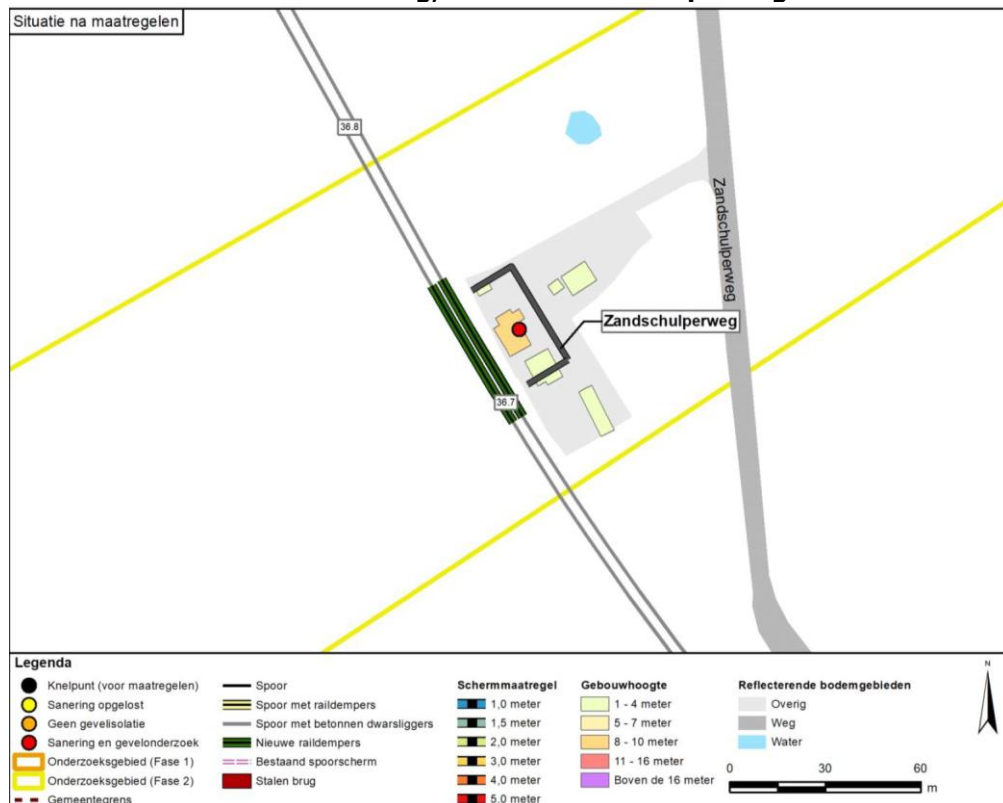 Situatie na maatregelen
36.8
Zandschulperweg
Zandschulperweg
36.7
Legenda
Knelpunt (voor maatregelen)
Sanering opgelost
Geen gevelisolatie
Sanering en gevelonderzoek
Onderzoeksgebied (Fase 1)
Onderzoeksgebied (Fase 2)
Gemeentegrens
Spoor
Spoor met raildempers
Spoor met betonnen dwarsliggers
Nieuwe raildempers
Bestaand spoorscherm
Stalen brug
Schermmaatregel
1,0 meter
1,5 meter
2,0 meter
3,0 meter
4,0 meter
5,0 meter
Gebouwhoogte
1 - 4 meter
5 - 7 meter
8 - 10 meter
11 - 16 meter
Boven de 16 meter
Reflecterende bodemgebieden
Overig
Weg
Water
N
0 30 60
m